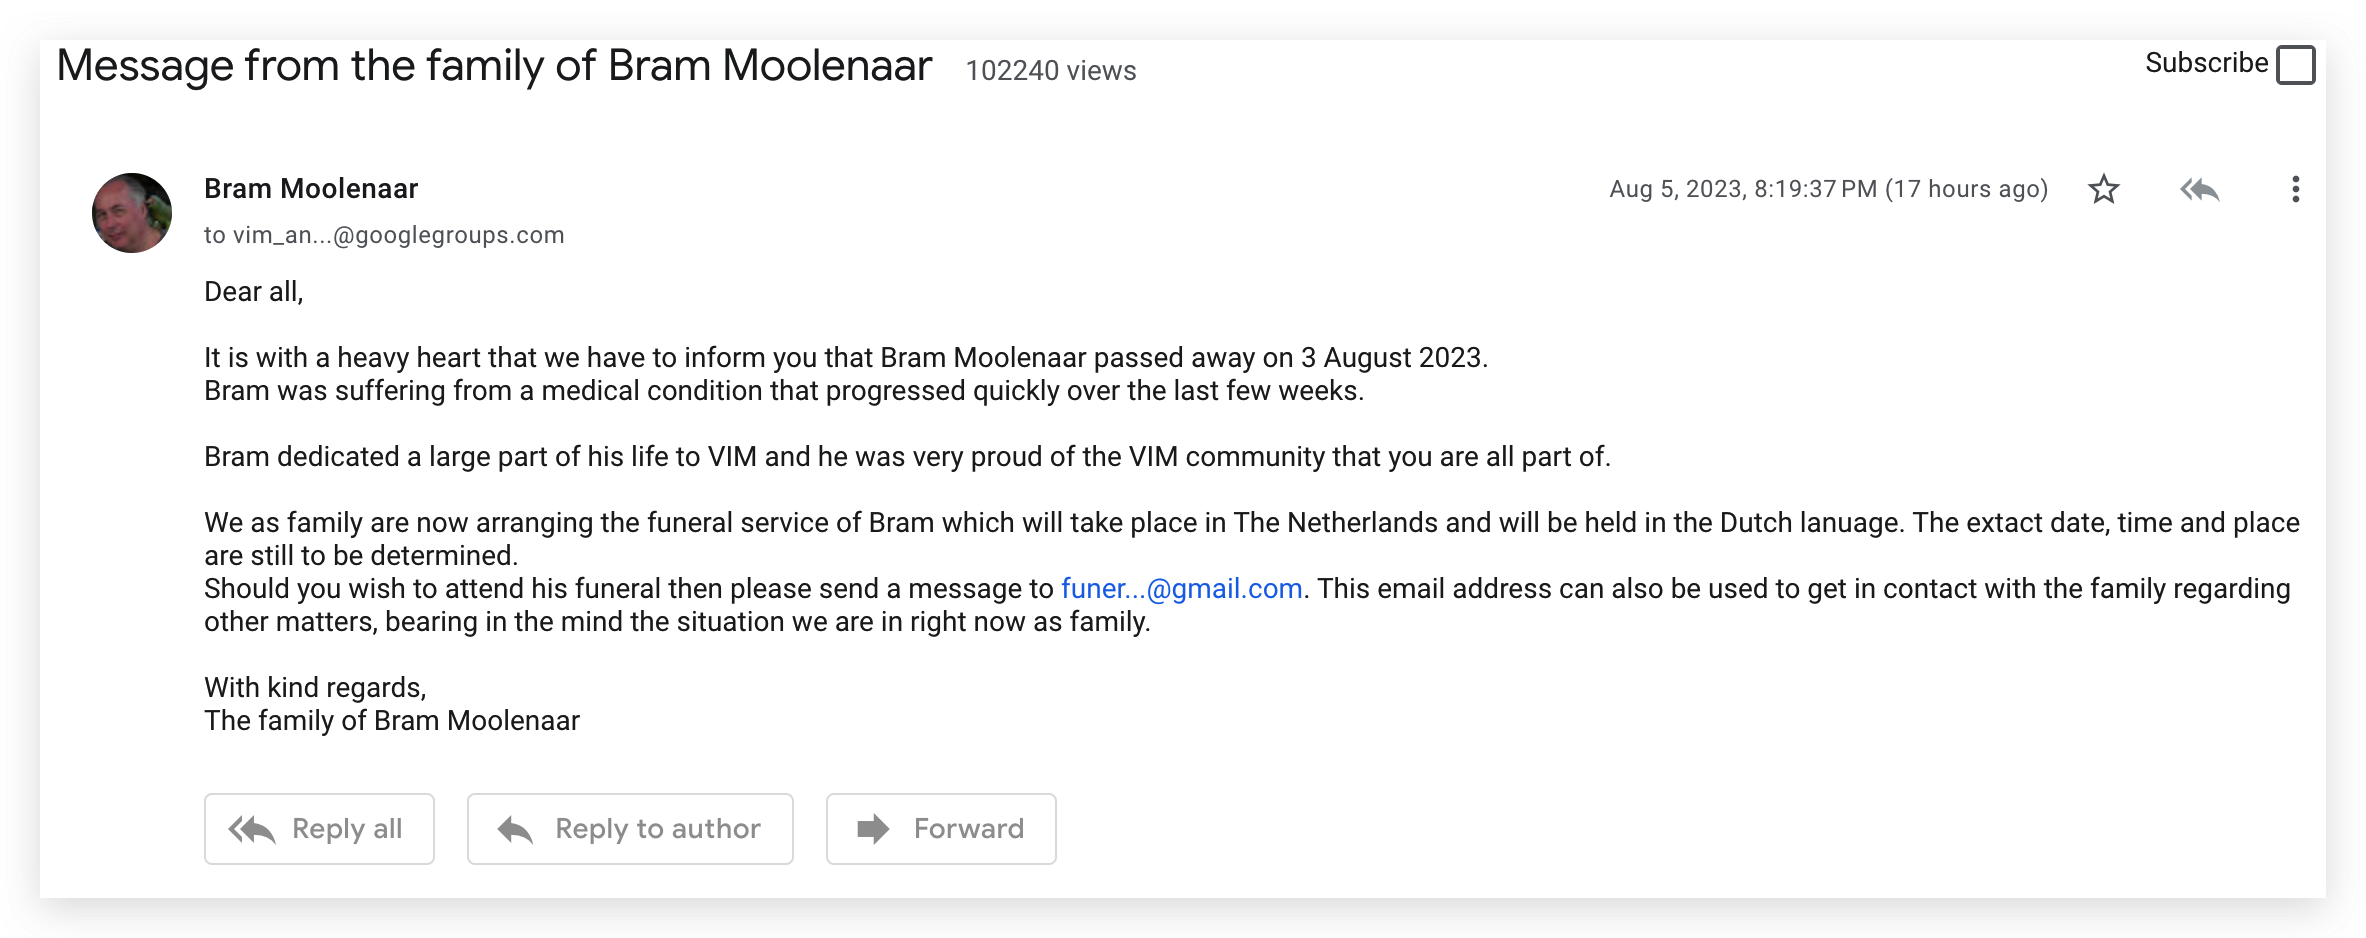 Message from the family of Bram Moolenaar 102240 views Subscribe
Bram Moolenaar Aug 5, 2023, 8:19:37 PM (17 hours ago)
to vim_an...@googlegroups.com
Dear all,
It is with a heavy heart that we have to inform you that Bram Moolenaar passed away on 3 August 2023.
Bram was suffering from a medical condition that progressed quickly over the last few weeks.
Bram dedicated a large part of his life to VIM and he was very proud of the VIM community that you are all part of.
We as family are now arranging the funeral service of Bram which will take place in The Netherlands and will be held in the Dutch lanuage. The extact date, time and place
are still to be determined.
Should you wish to attend his funeral then please send a message to funer...@gmail.com. This email address can also be used to get in contact with the family regarding
other matters, bearing in the mind the situation we are in right now as family.
With kind regards,
The family of Bram Moolenaar
Reply all Reply to author Forward